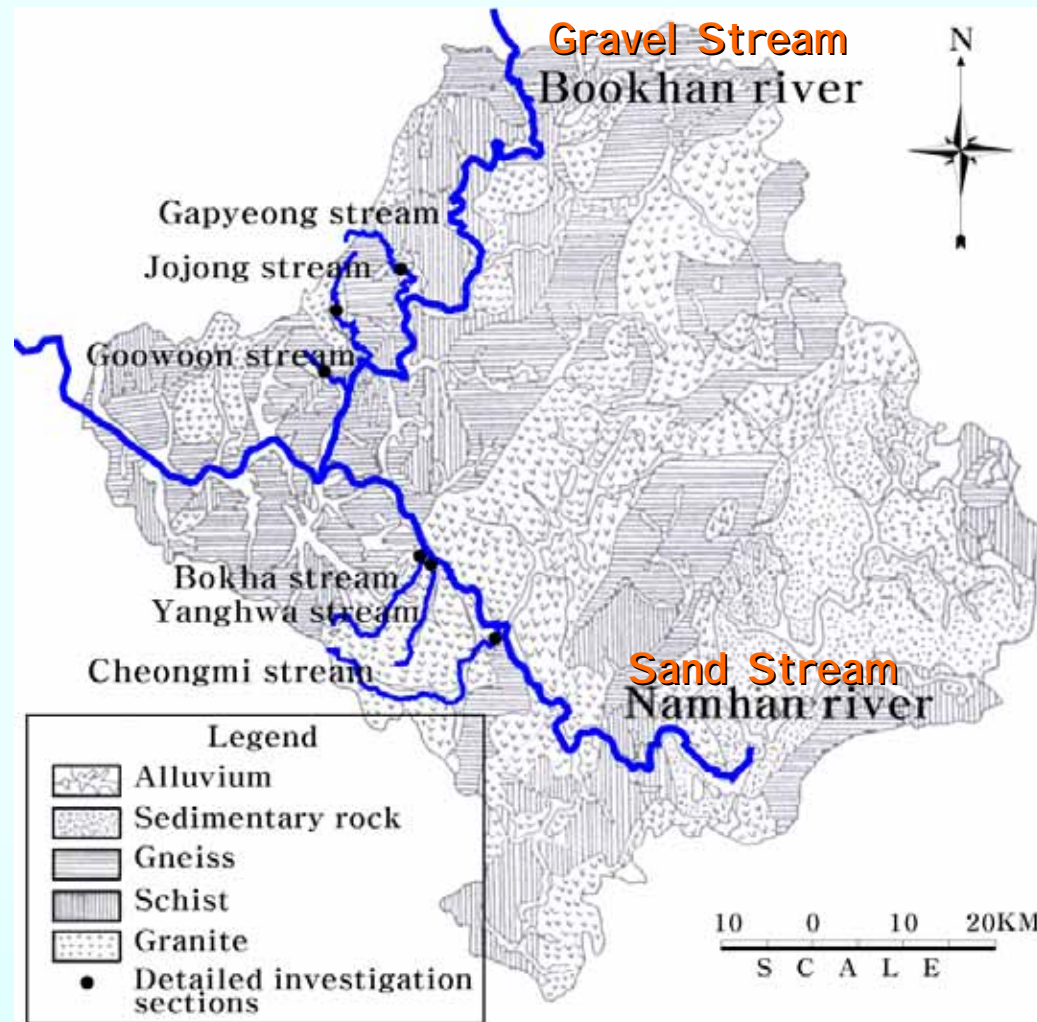 Gravel Stream
Bookhan river
N
Gapyeong stream
Jojong stream
Goowoon stream
Bokha stream
Yanghwa stream
Cheongmi stream
Sand Stream
Namhan river
Legend
Alluvium
Sedimentary rock
Gneiss
Schist
Granite
Detailed investigation
sections
10 0 10 20KM
S C A L E